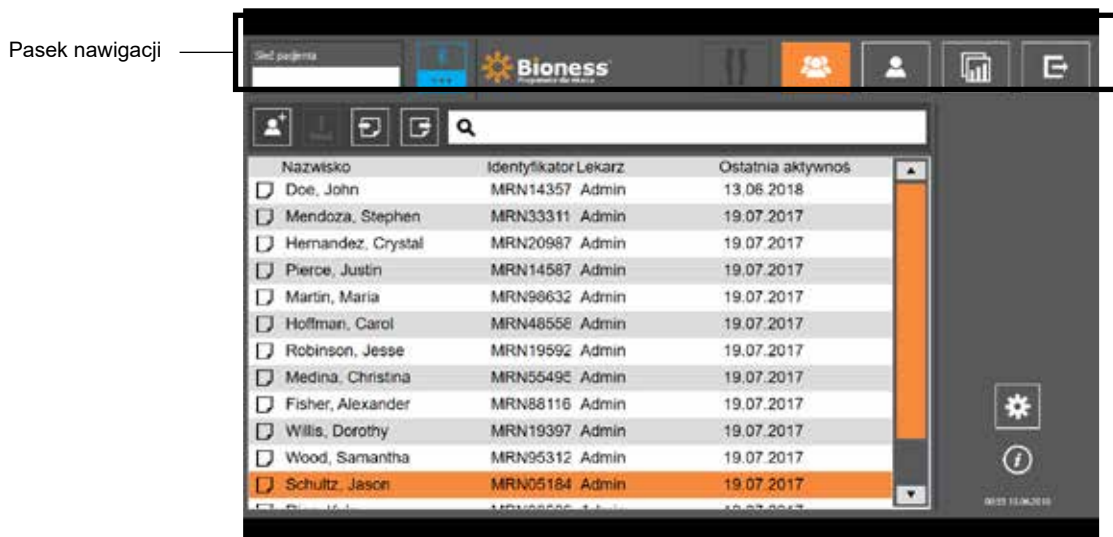 Pasek nawigacji
Sieć pacjenta
Bioness
Nazwisko Identyfikator Lekarz Ostatnia aktywnoś
Doe, John MRN14357 Admin 13.06.2018
Mendoza, Stephen MRN33311 Admin 19.07.2017
Hernandez, Crystal MRN20987 Admin 19.07.2017
Pierce, Justin MRN14587 Admin 19.07.2017
Martin, Maria MRN98632 Admin 19.07.2017
Hoffman, Carol MRN48558 Admin 19.07.2017
Robinson, Jesse MRN19592 Admin 19.07.2017
Medina, Christina MRN55495 Admin 19.07.2017
Fisher, Alexander MRN88116 Admin 19.07.2017
Willis, Dorothy MRN19397 Admin 19.07.2017
Wood, Samantha MRN95312 Admin 19.07.2017
Schultz, Jason MRN05184 Admin 19.07.2017